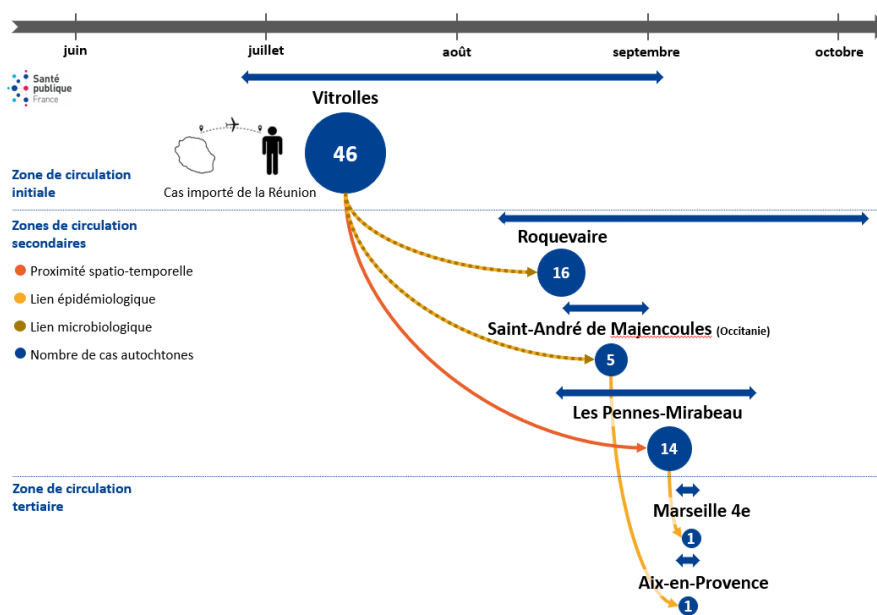 juin
juillet
août
septembre
octobre
Santé
publique
France
Vitrolles
46
Cas importé de la Réunion
Zone de circulation
initiale
Zones de circulation
secondaires
Proximité spatio-temporelle
Lien épidémiologique
Lien microbiologique
Nombre de cas autochtones
Roquevaire
16
Saint-André de Majencoules (Occitanie)
5
Les Pennes-Mirabeau
14
Zone de circulation
tertiaire
Marseille 4e
1
Aix-en-Provence
1